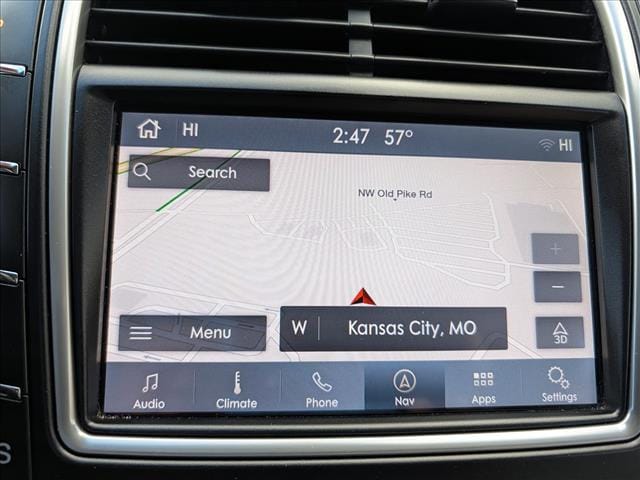 HI 2:47 57° HI
Search
NW Old Pike Rd
+
−
Menu
W Kansas City, MO
3D
Audio Climate Phone Nav Apps Settings
S